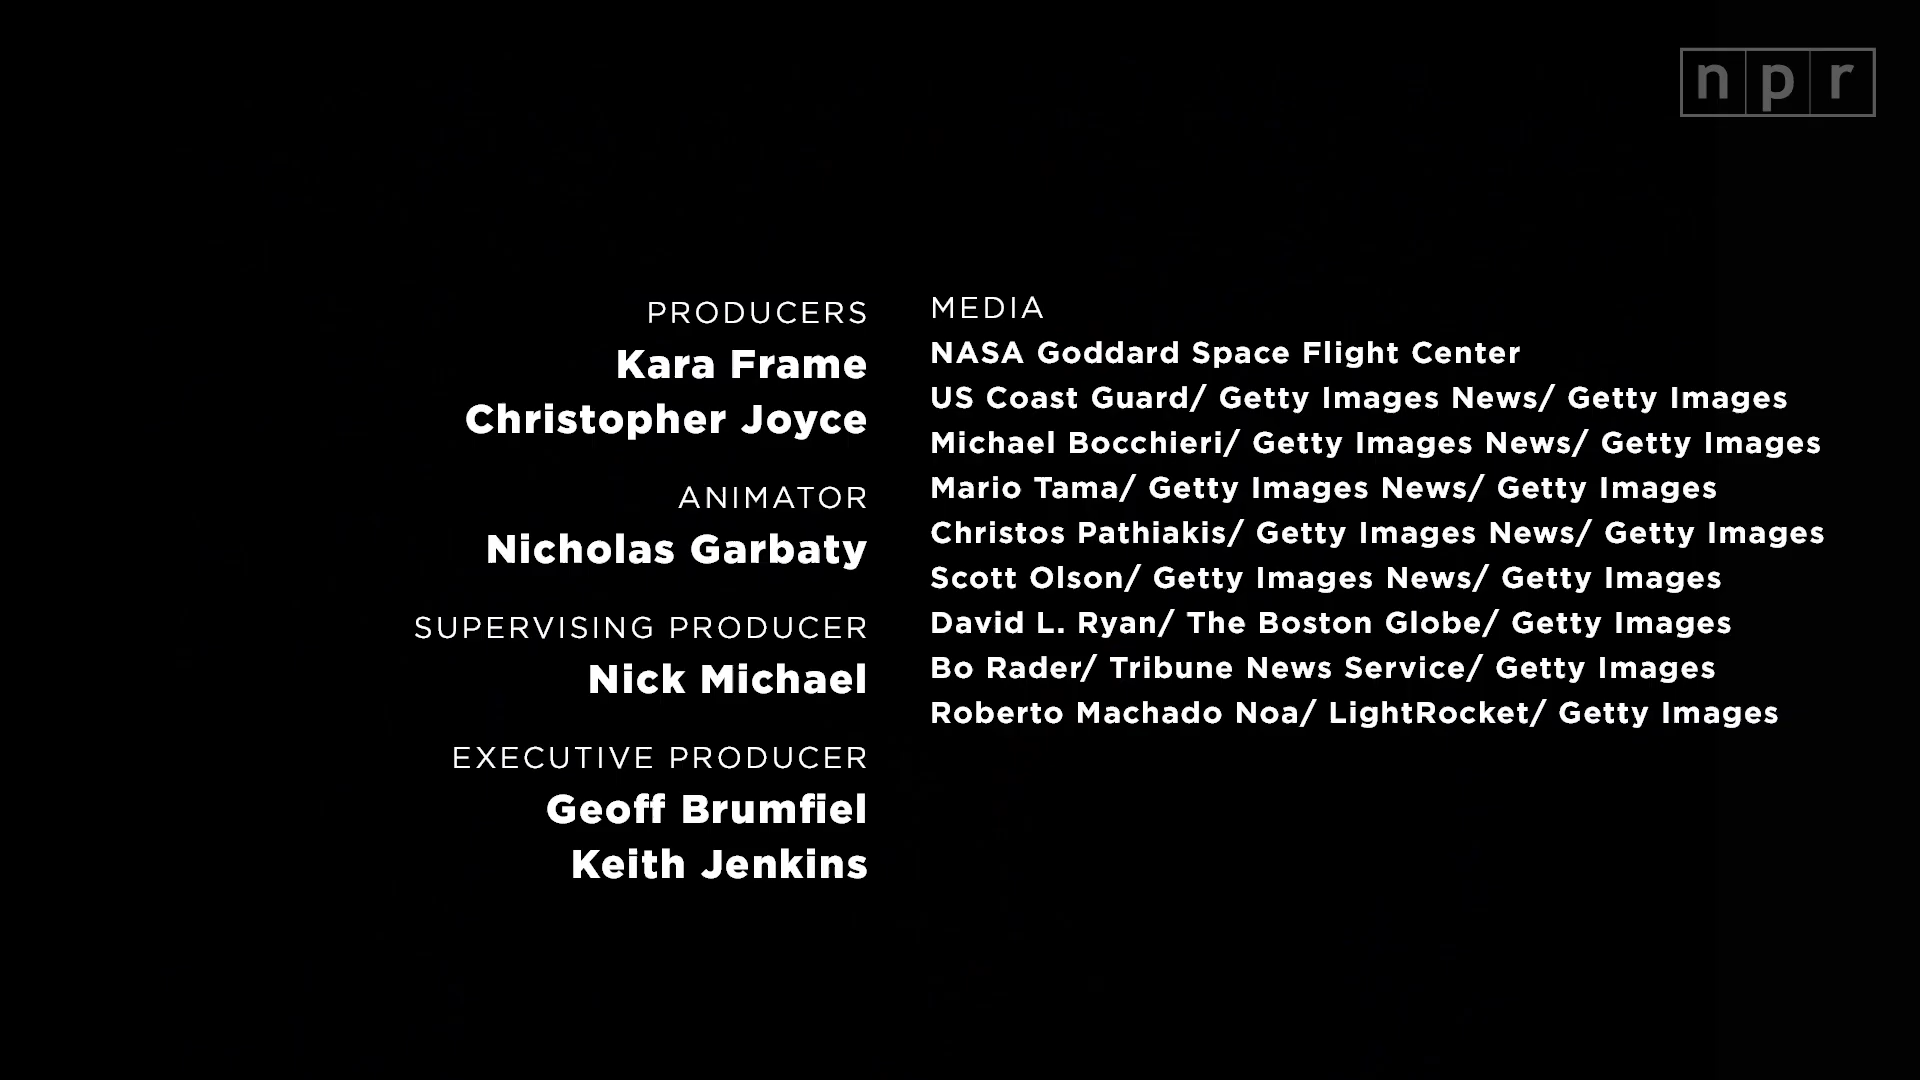 npr
PRODUCERS
Kara Frame
Christopher Joyce
ANIMATOR
Nicholas Garbaty
SUPERVISING PRODUCER
Nick Michael
EXECUTIVE PRODUCER
Geoff Brumfiel
Keith Jenkins
MEDIA
NASA Goddard Space Flight Center
US Coast Guard/ Getty Images News/ Getty Images
Michael Bocchieri/ Getty Images News/ Getty Images
Mario Tama/ Getty Images News/ Getty Images
Christos Pathiakis/ Getty Images News/ Getty Images
Scott Olson/ Getty Images News/ Getty Images
David L. Ryan/ The Boston Globe/ Getty Images
Bo Rader/ Tribune News Service/ Getty Images
Roberto Machado Noa/ LightRocket/ Getty Images